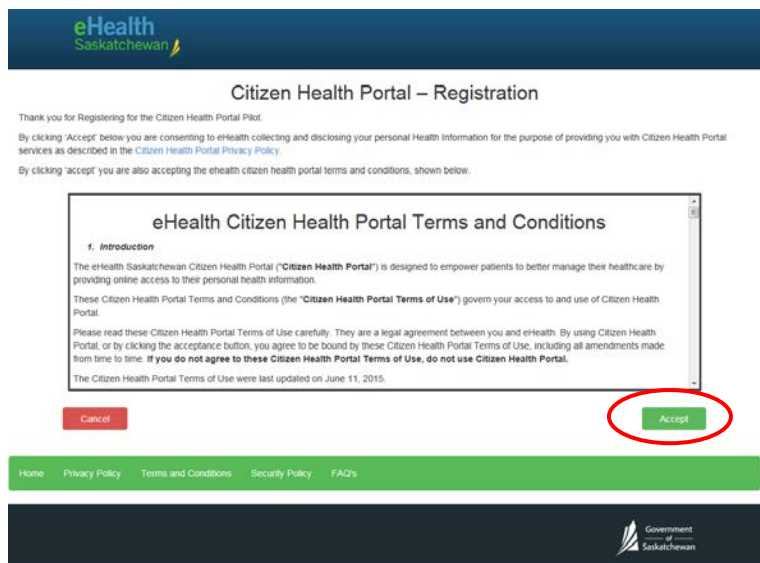 eHealth
Saskatchewan
Citizen Health Portal – Registration
Thank you for Registering for the Citizen Health Portal Pilot.
By clicking 'Accept' below you are consenting to eHealth collecting and disclosing your personal Health Information for the purpose of providing you with Citizen Health Portal
services as described in the Citizen Health Portal Privacy Policy.
By clicking 'accept' you are also accepting the ehealth citizen health portal terms and conditions, shown below.
eHealth Citizen Health Portal Terms and Conditions
1. Introduction
The eHealth Saskatchewan Citizen Health Portal ("Citizen Health Portal") is designed to empower patients to better manage their healthcare by
providing online access to their personal health information.
These Citizen Health Portal Terms and Conditions (the "Citizen Health Portal Terms of Use") govern your access to and use of Citizen Health
Portal.
Please read these Citizen Health Portal Terms of Use carefully. They are a legal agreement between you and eHealth. By using Citizen Health
Portal, or by clicking the acceptance button, you agree to be bound by these Citizen Health Portal Terms of Use, including all amendments made
from time to time. If you do not agree to these Citizen Health Portal Terms of Use, do not use Citizen Health Portal.
The Citizen Health Portal Terms of Use were last updated on June 11, 2015.
Cancel
Accept
Home Privacy Policy Terms and Conditions Security Policy FAQ's
Government
of
Saskatchewan